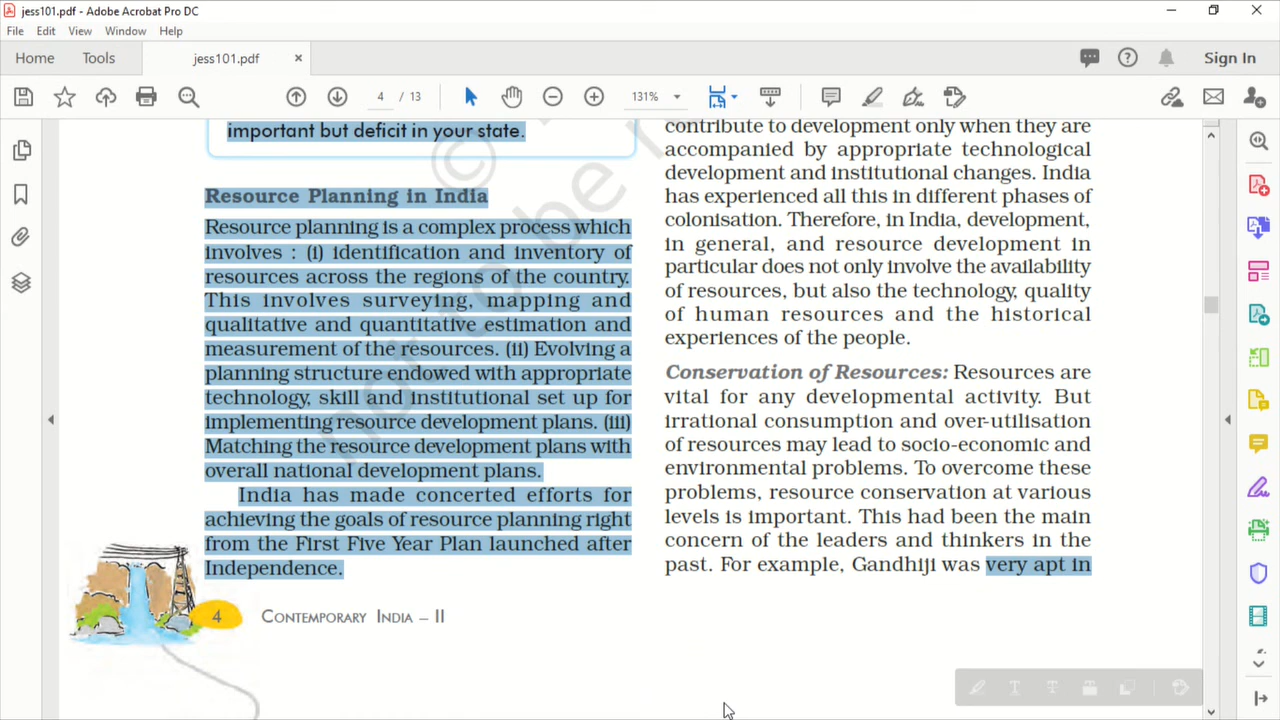 jess101.pdf - Adobe Acrobat Pro DC
File Edit View Window Help
Home Tools jess101.pdf × Sign In
4 / 13 131%
important but deficit in your state.
Resource Planning in India
Resource planning is a complex process which
involves : (i) identification and inventory of
resources across the regions of the country.
This involves surveying, mapping and
qualitative and quantitative estimation and
measurement of the resources. (ii) Evolving a
planning structure endowed with appropriate
technology, skill and institutional set up for
implementing resource development plans. (iii)
Matching the resource development plans with
overall national development plans.
India has made concerted efforts for
achieving the goals of resource planning right
from the First Five Year Plan launched after
Independence.
4 Contemporary India – II
contribute to development only when they are
accompanied by appropriate technological
development and institutional changes. India
has experienced all this in different phases of
colonisation. Therefore, in India, development,
in general, and resource development in
particular does not only involve the availability
of resources, but also the technology, quality
of human resources and the historical
experiences of the people.
Conservation of Resources: Resources are
vital for any developmental activity. But
irrational consumption and over-utilisation
of resources may lead to socio-economic and
environmental problems. To overcome these
problems, resource conservation at various
levels is important. This had been the main
concern of the leaders and thinkers in the
past. For example, Gandhiji was very apt in
© not to be r